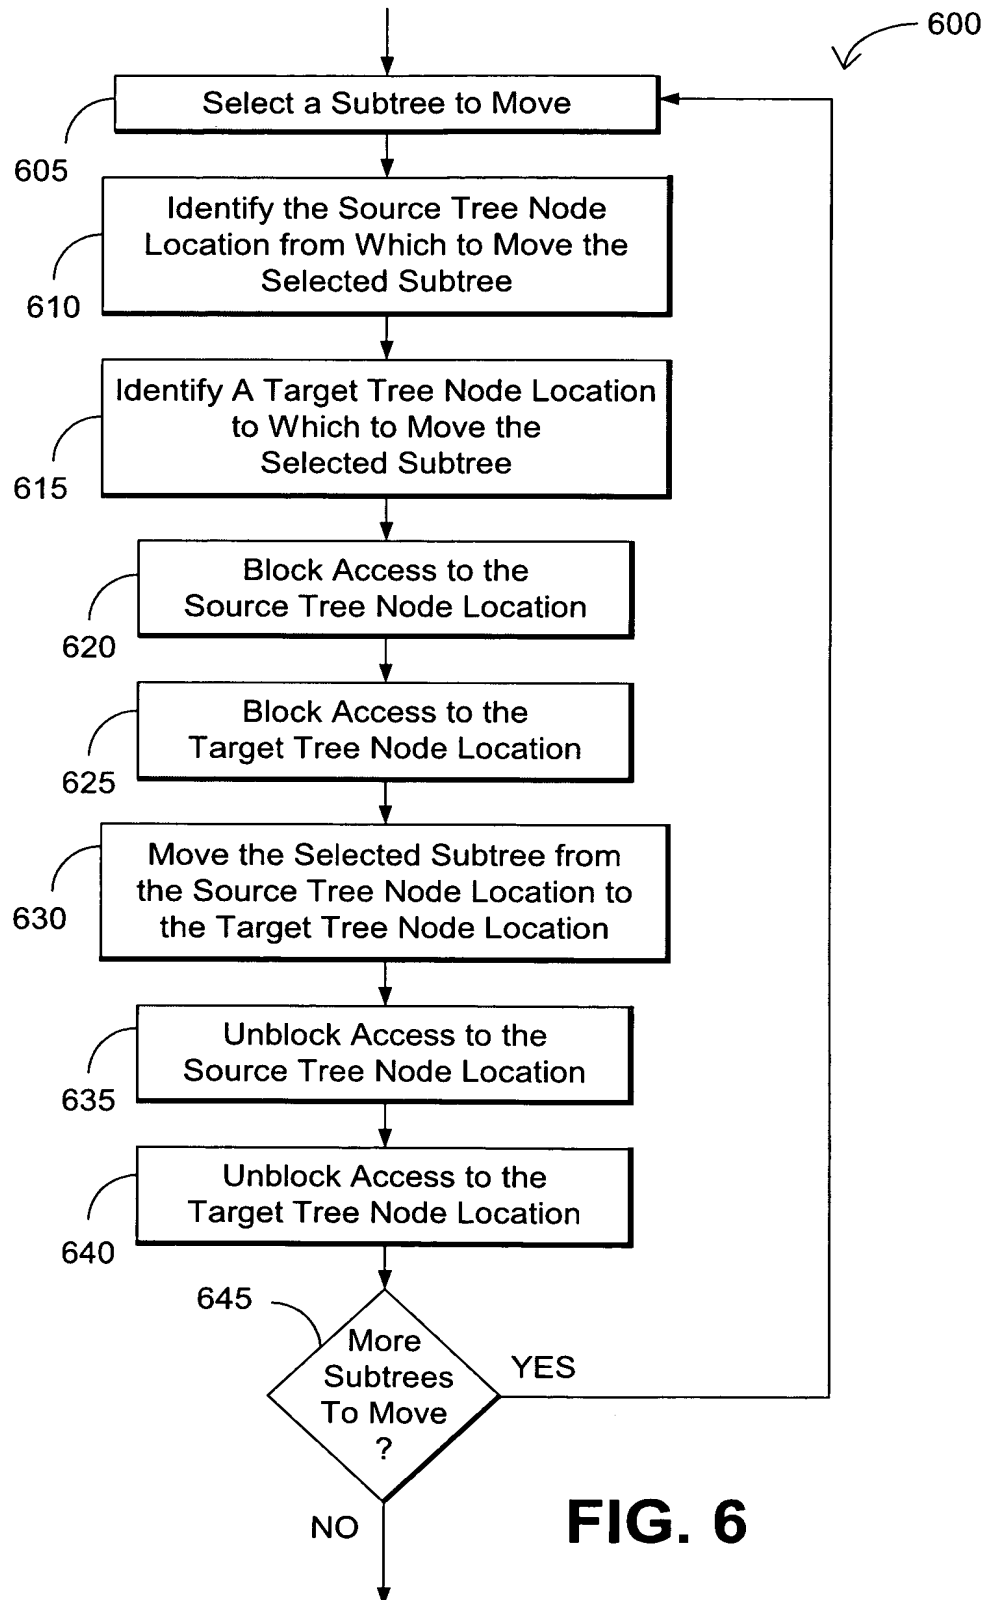 600
Select a Subtree to Move
605
Identify the Source Tree Node
Location from Which to Move the
Selected Subtree
610
Identify A Target Tree Node Location
to Which to Move the
Selected Subtree
615
Block Access to the
Source Tree Node Location
620
Block Access to the
Target Tree Node Location
625
Move the Selected Subtree from
the Source Tree Node Location to
the Target Tree Node Location
630
Unblock Access to the
Source Tree Node Location
635
Unblock Access to the
Target Tree Node Location
640
645
More
Subtrees
To Move
?
YES
NO
FIG. 6